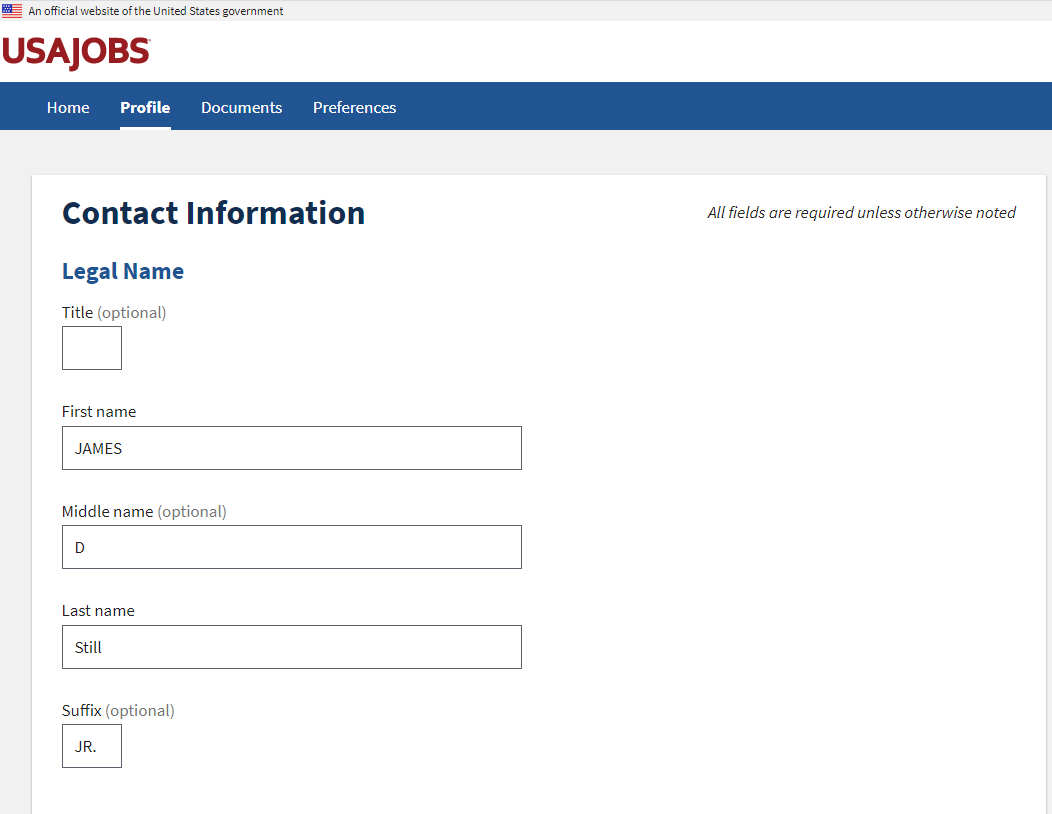 An official website of the United States government
USAJOBS
Home Profile Documents Preferences
Contact Information
All fields are required unless otherwise noted
Legal Name
Title (optional)
First name
JAMES
Middle name (optional)
D
Last name
Still
Suffix (optional)
JR.